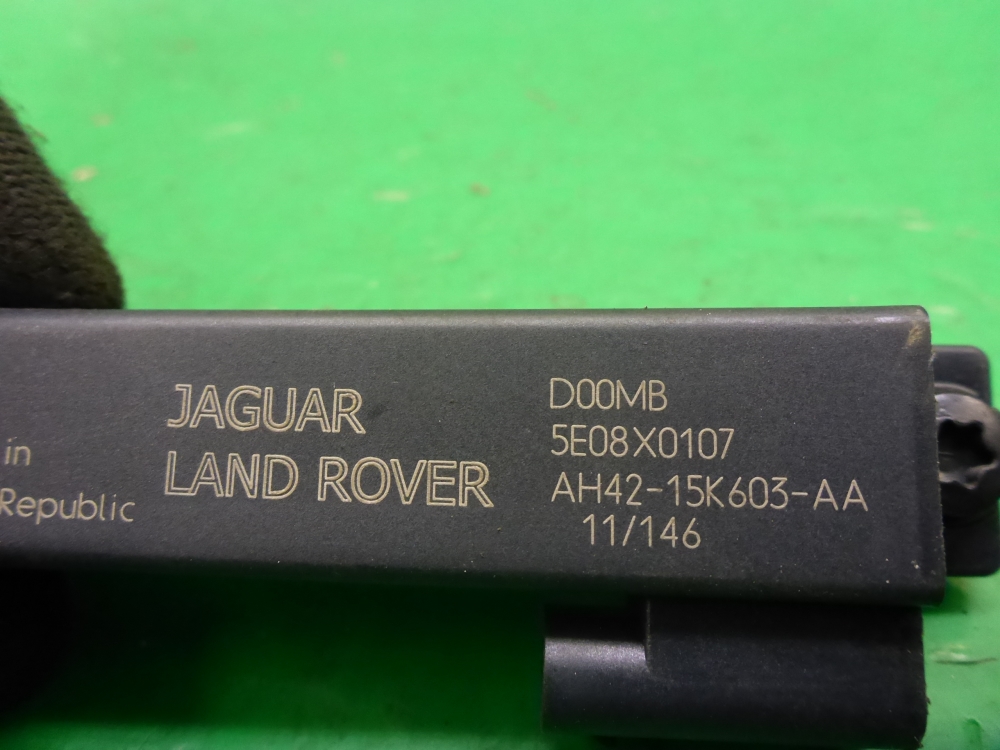 in
Republic
JAGUAR
LAND ROVER
D00MB
5E08X0107
AH42-15K603-AA
11/146